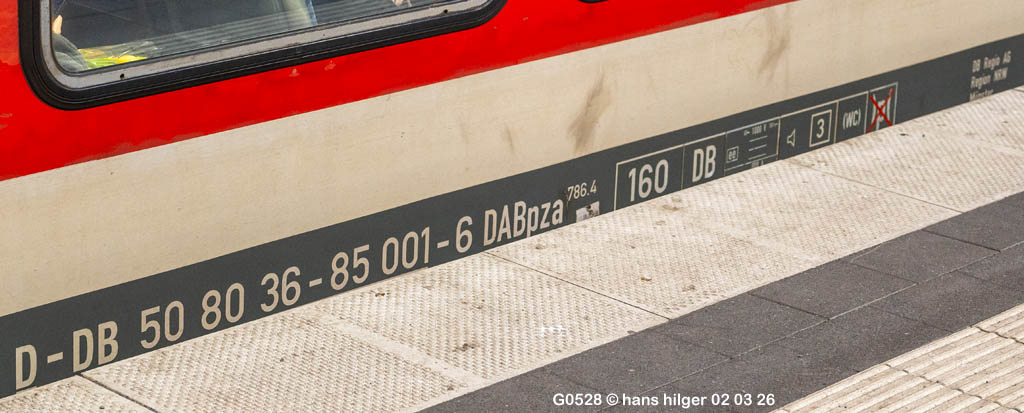 D-DB 50 80 36-85 001-6 DABpza 786.4
160 DB ee 3 (WC)
DB Regio AG
Region NRW
G0528 © hans hilger 02 03 26